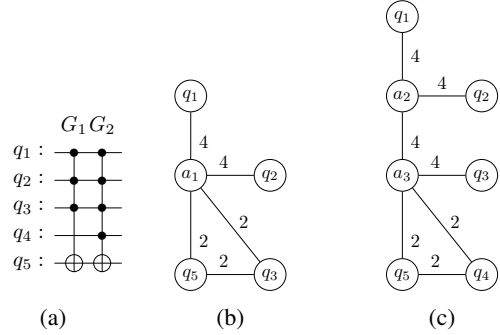 G₁ G₂
q₁ :
q₂ :
q₃ :
q₄ :
q₅ :
(a)
q₁
4
a₁ 4 q₂
2 2
q₅ 2 q₃
(b)
q₁
4
a₂ 4 q₂
4
a₃ 4 q₃
2 2
q₅ 2 q₄
(c)